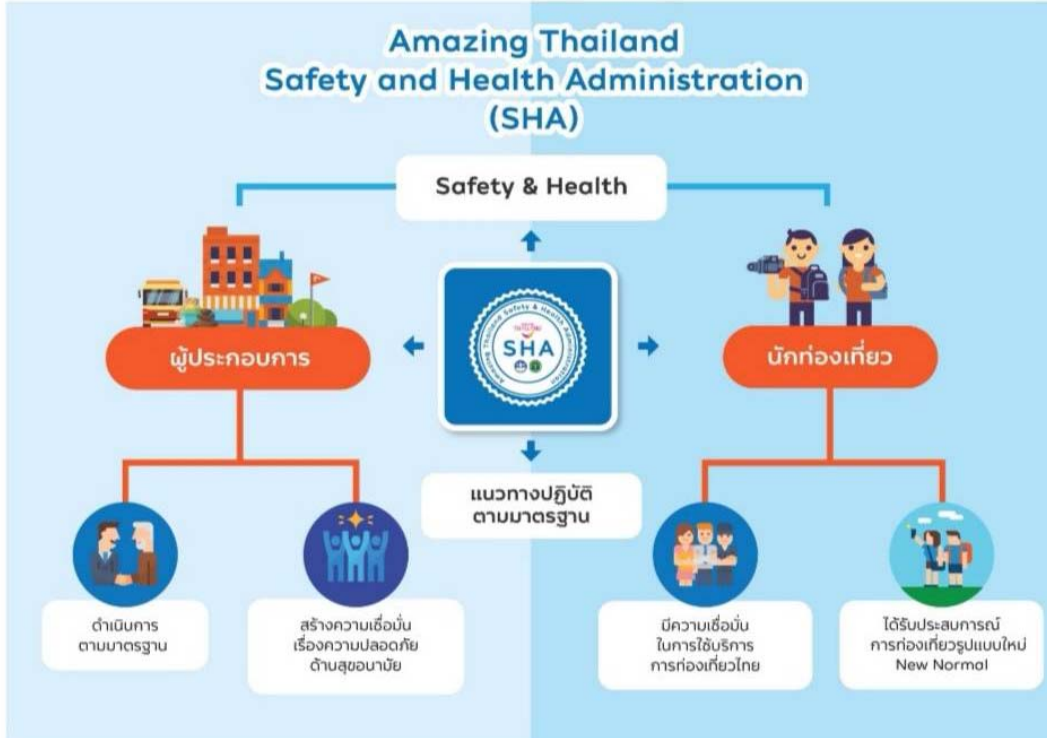 Amazing Thailand
Safety and Health Administration
(SHA)
Safety & Health
ผู้ประกอบการ
Amazing Thailand Safety & Health Administration
SHA
นักท่องเที่ยว
แนวทางปฏิบัติ
ตามมาตรฐาน
ดำเนินการ
ตามมาตรฐาน
สร้างความเชื่อมั่น
เรื่องความปลอดภัย
ด้านสุขอนามัย
มีความเชื่อมั่น
ในการใช้บริการ
การท่องเที่ยวไทย
ได้รับประสบการณ์
การท่องเที่ยวรูปแบบใหม่
New Normal